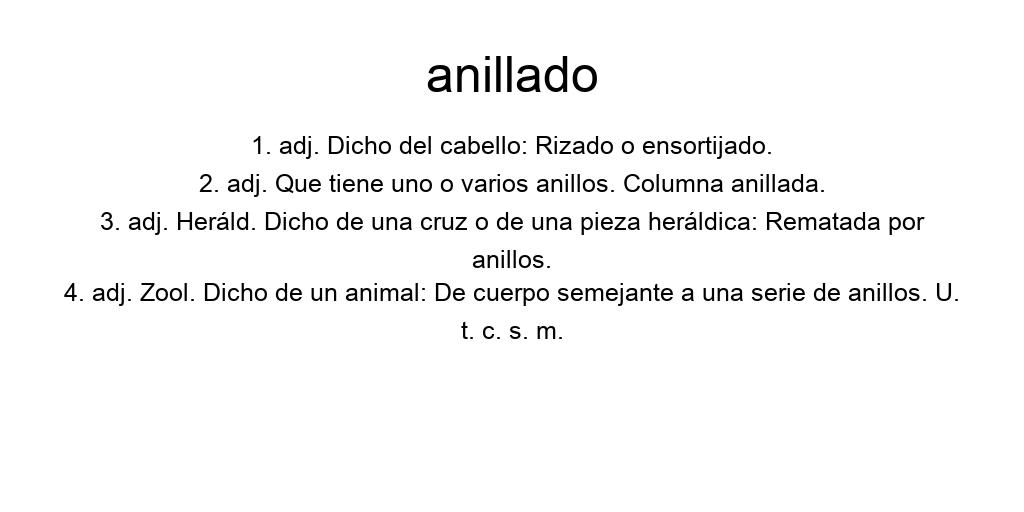 anillado
1. adj. Dicho del cabello: Rizado o ensortijado.
2. adj. Que tiene uno o varios anillos. Columna anillada.
3. adj. Heráld. Dicho de una cruz o de una pieza heráldica: Rematada por
anillos.
4. adj. Zool. Dicho de un animal: De cuerpo semejante a una serie de anillos. U.
t. c. s. m.